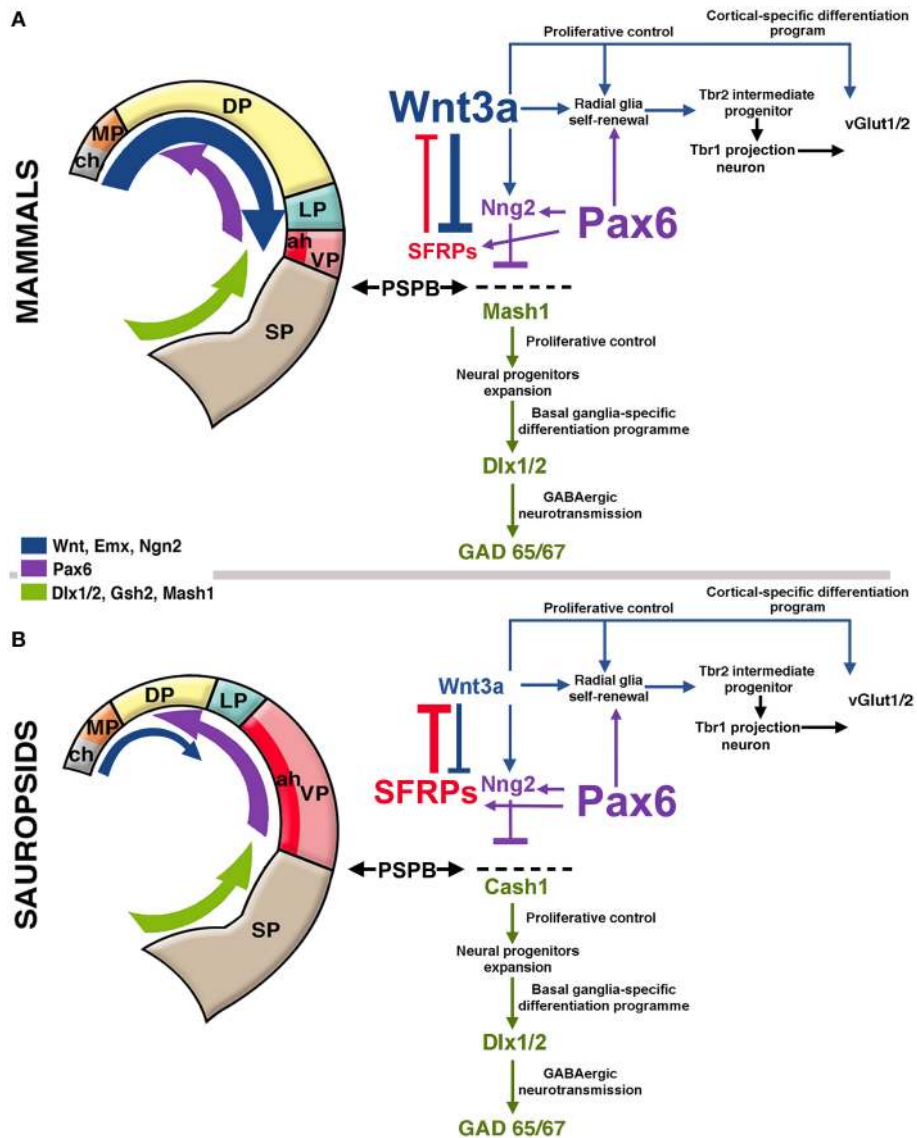 A
MAMMALS
ch
MP
DP
LP
ah
VP
SP
PSPB
Proliferative control
Cortical-specific differentiation
program
Wnt3a
Radial glia
self-renewal
Tbr2 intermediate
progenitor
vGlut1/2
Tbr1 projection
neuron
Nng2
Pax6
SFRPs
Mash1
Proliferative control
Neural progenitors
expansion
Basal ganglia-specific
differentiation programme
Dlx1/2
GABAergic
neurotransmission
GAD 65/67
Wnt, Emx, Ngn2
Pax6
Dlx1/2, Gsh2, Mash1
B
SAUROPSIDS
ch
MP
DP
LP
ah
VP
SP
PSPB
Proliferative control
Cortical-specific differentiation
program
Wnt3a
Radial glia
self-renewal
Tbr2 intermediate
progenitor
vGlut1/2
Tbr1 projection
neuron
SFRPs
Nng2
Pax6
Cash1
Proliferative control
Neural progenitors
expansion
Basal ganglia-specific
differentiation programme
Dlx1/2
GABAergic
neurotransmission
GAD 65/67